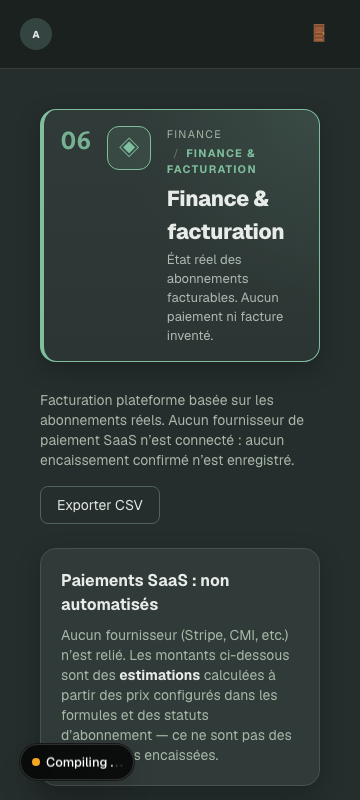 A
06
FINANCE
/ FINANCE &
FACTURATION
Finance &
facturation
État réel des
abonnements
facturables. Aucun
paiement ni facture
inventé.
Facturation plateforme basée sur les
abonnements réels. Aucun fournisseur de
paiement SaaS n’est connecté : aucun
encaissement confirmé n’est enregistré.
Exporter CSV
Paiements SaaS : non
automatisés
Aucun fournisseur (Stripe, CMI, etc.)
n’est relié. Les montants ci-dessous
sont des estimations calculées à
partir des prix configurés dans les
formules et des statuts
d’abonnement — ce ne sont pas des
encaissées.
Compiling ...